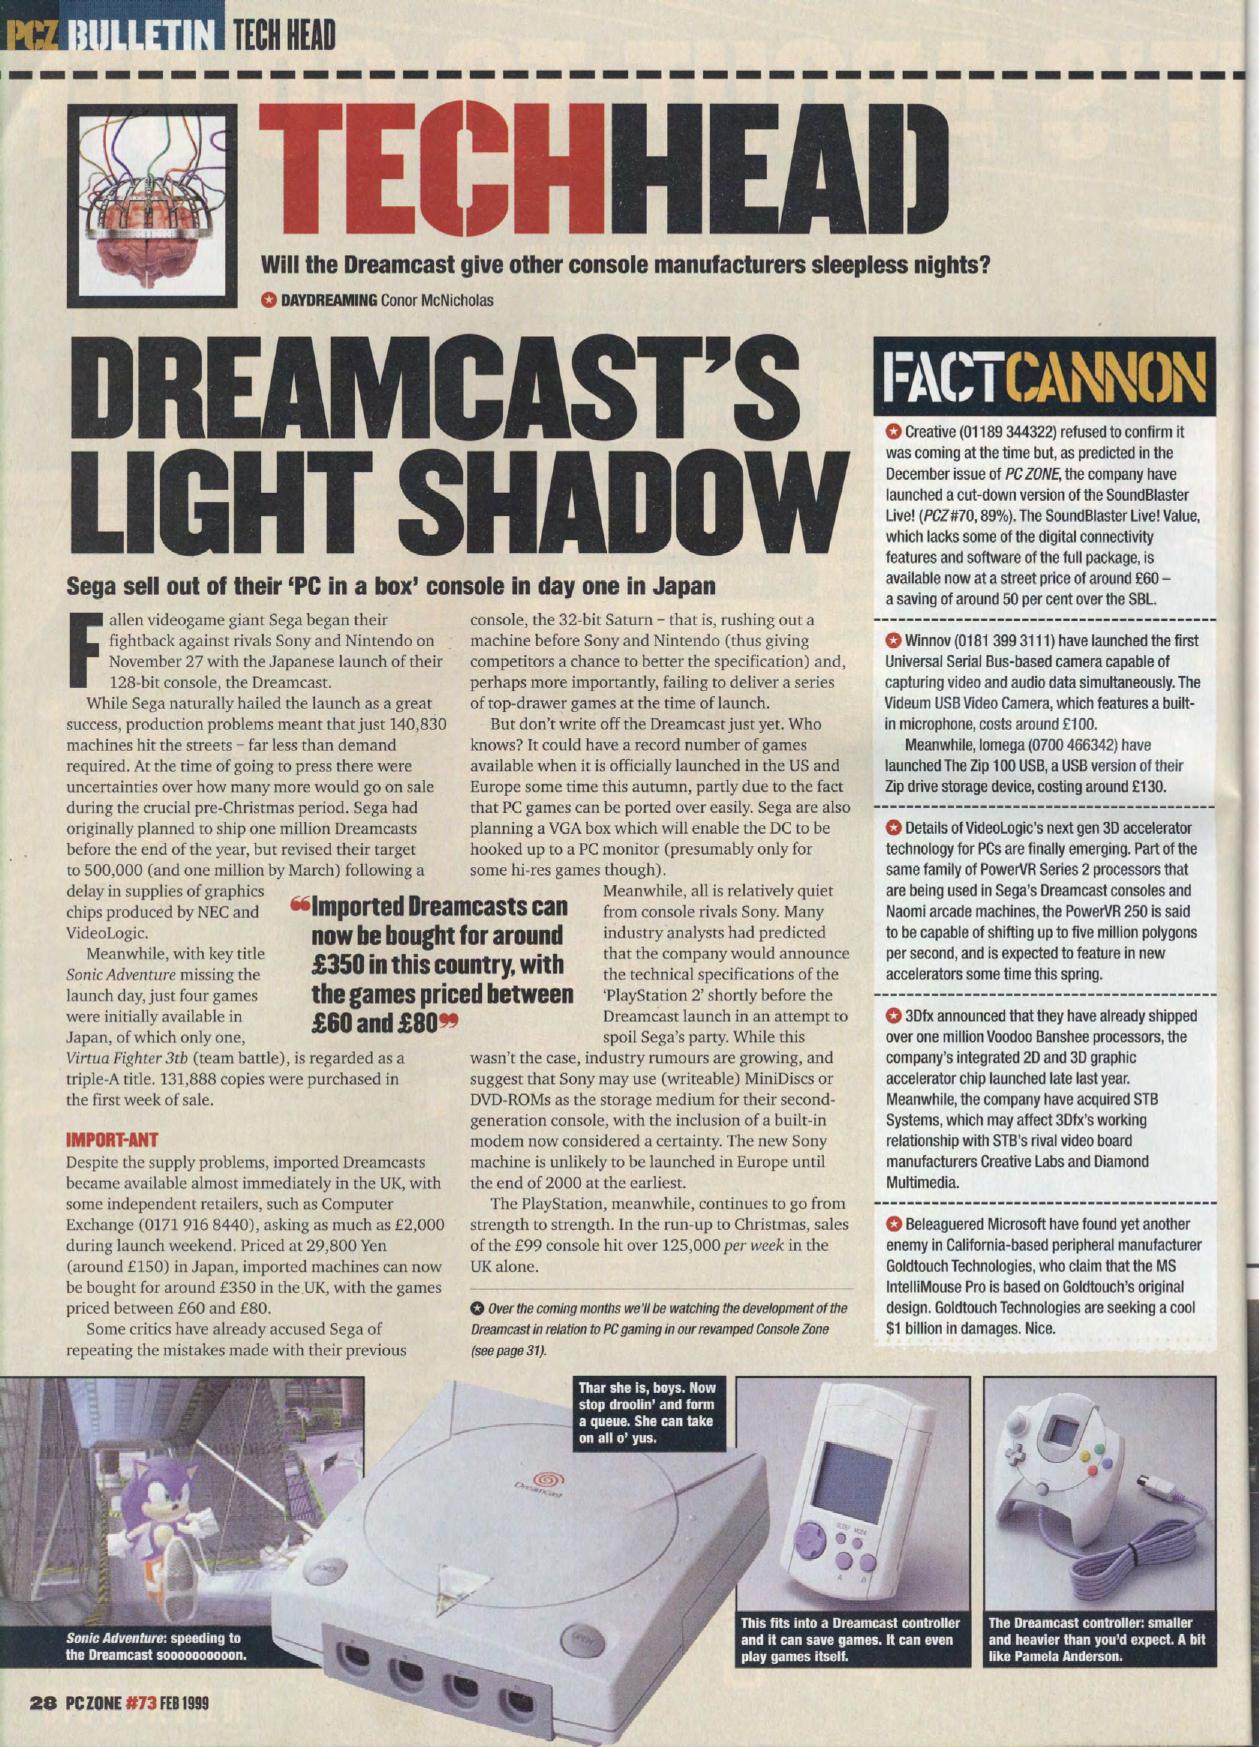 PCZ BULLETIN TECH HEAD
TECHHEAD
Will the Dreamcast give other console manufacturers sleepless nights?
DAYDREAMING Conor McNicholas
DREAMCAST'S
LIGHT SHADOW
Sega sell out of their 'PC in a box' console in day one in Japan
Fallen videogame giant Sega began their
fightback against rivals Sony and Nintendo on
November 27 with the Japanese launch of their
128-bit console, the Dreamcast.
While Sega naturally hailed the launch as a great
success, production problems meant that just 140,830
machines hit the streets – far less than demand
required. At the time of going to press there were
uncertainties over how many more would go on sale
during the crucial pre-Christmas period. Sega had
originally planned to ship one million Dreamcasts
before the end of the year, but revised their target
to 500,000 (and one million by March) following a
delay in supplies of graphics
chips produced by NEC and
VideoLogic.
Meanwhile, with key title
Sonic Adventure missing the
launch day, just four games
were initially available in
Japan, of which only one,
Virtua Fighter 3tb (team battle), is regarded as a
triple-A title. 131,888 copies were purchased in
the first week of sale.
IMPORT-ANT
Despite the supply problems, imported Dreamcasts
became available almost immediately in the UK, with
some independent retailers, such as Computer
Exchange (0171 916 8440), asking as much as £2,000
during launch weekend. Priced at 29,800 Yen
(around £150) in Japan, imported machines can now
be bought for around £350 in the UK, with the games
priced between £60 and £80.
Some critics have already accused Sega of
repeating the mistakes made with their previous
“Imported Dreamcasts can
now be bought for around
£350 in this country, with
the games priced between
£60 and £80”
console, the 32-bit Saturn – that is, rushing out a
machine before Sony and Nintendo (thus giving
competitors a chance to better the specification) and,
perhaps more importantly, failing to deliver a series
of top-drawer games at the time of launch.
But don't write off the Dreamcast just yet. Who
knows? It could have a record number of games
available when it is officially launched in the US and
Europe some time this autumn, partly due to the fact
that PC games can be ported over easily. Sega are also
planning a VGA box which will enable the DC to be
hooked up to a PC monitor (presumably only for
some hi-res games though).
Meanwhile, all is relatively quiet
from console rivals Sony. Many
industry analysts had predicted
that the company would announce
the technical specifications of the
'PlayStation 2' shortly before the
Dreamcast launch in an attempt to
spoil Sega's party. While this
wasn't the case, industry rumours are growing, and
suggest that Sony may use (writeable) MiniDiscs or
DVD-ROMs as the storage medium for their second-
generation console, with the inclusion of a built-in
modem now considered a certainty. The new Sony
machine is unlikely to be launched in Europe until
the end of 2000 at the earliest.
The PlayStation, meanwhile, continues to go from
strength to strength. In the run-up to Christmas, sales
of the £99 console hit over 125,000 per week in the
UK alone.
Over the coming months we'll be watching the development of the
Dreamcast in relation to PC gaming in our revamped Console Zone
(see page 31).
FACTCANNON
Creative (01189 344322) refused to confirm it
was coming at the time but, as predicted in the
December issue of PC ZONE, the company have
launched a cut-down version of the SoundBlaster
Live! (PCZ #70, 89%). The SoundBlaster Live! Value,
which lacks some of the digital connectivity
features and software of the full package, is
available now at a street price of around £60 –
a saving of around 50 per cent over the SBL.
Winnov (0181 399 3111) have launched the first
Universal Serial Bus-based camera capable of
capturing video and audio data simultaneously. The
Videum USB Video Camera, which features a built-
in microphone, costs around £100.
Meanwhile, Iomega (0700 466342) have
launched The Zip 100 USB, a USB version of their
Zip drive storage device, costing around £130.
Details of VideoLogic's next gen 3D accelerator
technology for PCs are finally emerging. Part of the
same family of PowerVR Series 2 processors that
are being used in Sega's Dreamcast consoles and
Naomi arcade machines, the PowerVR 250 is said
to be capable of shifting up to five million polygons
per second, and is expected to feature in new
accelerators some time this spring.
3Dfx announced that they have already shipped
over one million Voodoo Banshee processors, the
company's integrated 2D and 3D graphic
accelerator chip launched late last year.
Meanwhile, the company have acquired STB
Systems, which may affect 3Dfx's working
relationship with STB's rival video board
manufacturers Creative Labs and Diamond
Multimedia.
Beleaguered Microsoft have found yet another
enemy in California-based peripheral manufacturer
Goldtouch Technologies, who claim that the MS
IntelliMouse Pro is based on Goldtouch's original
design. Goldtouch Technologies are seeking a cool
$1 billion in damages. Nice.
Thar she is, boys. Now
stop droolin' and form
a queue. She can take
on all o' yus.
Dreamcast
POWER
OPEN
SLEEP MODE
A B
Sonic Adventure: speeding to
the Dreamcast soooooooooon.
This fits into a Dreamcast controller
and it can save games. It can even
play games itself.
The Dreamcast controller: smaller
and heavier than you'd expect. A bit
like Pamela Anderson.
28 PC ZONE #73 FEB 1999